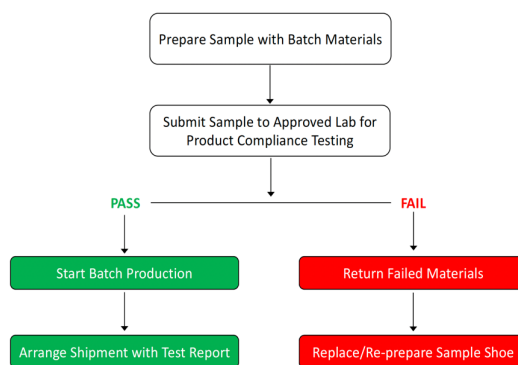 Prepare Sample with Batch Materials
Submit Sample to Approved Lab for
Product Compliance Testing
PASS
FAIL
Start Batch Production
Return Failed Materials
Arrange Shipment with Test Report
Replace/Re-prepare Sample Shoe